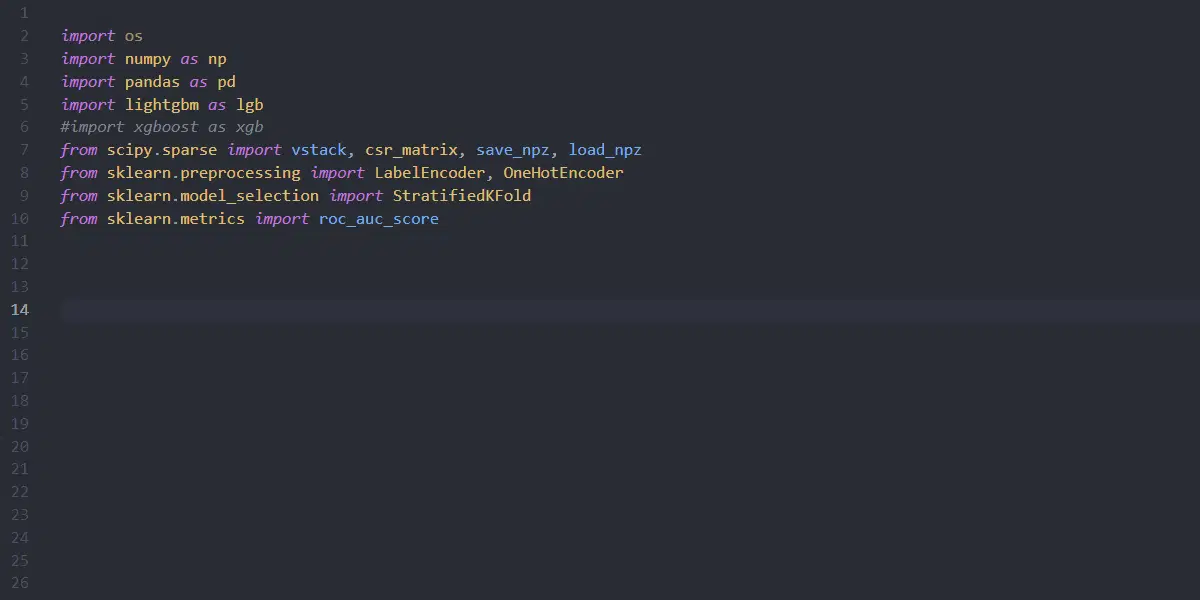 1
2 import os
3 import numpy as np
4 import pandas as pd
5 import lightgbm as lgb
6 #import xgboost as xgb
7 from scipy.sparse import vstack, csr_matrix, save_npz, load_npz
8 from sklearn.preprocessing import LabelEncoder, OneHotEncoder
9 from sklearn.model_selection import StratifiedKFold
10 from sklearn.metrics import roc_auc_score
11
12
13
14
15
16
17
18
19
20
21
22
23
24
25
26